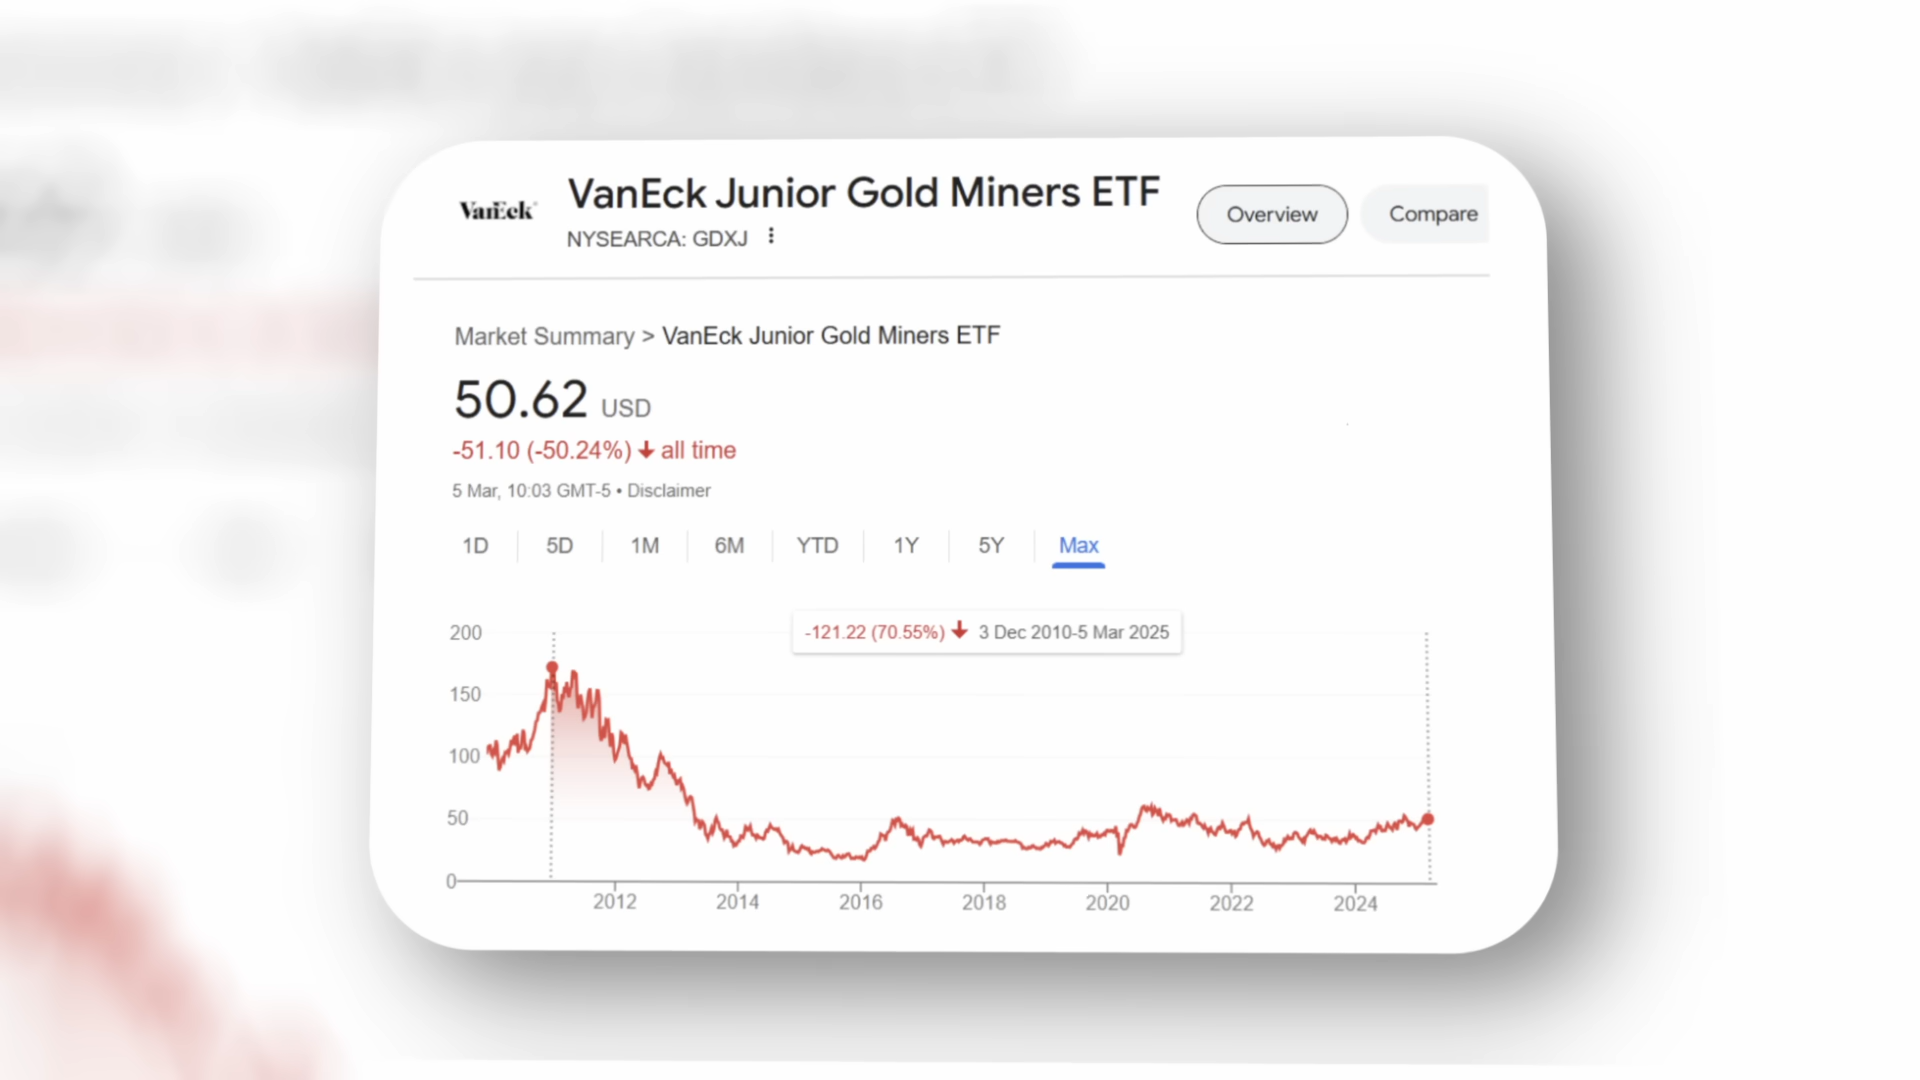 VanEck
VanEck Junior Gold Miners ETF
NYSEARCA: GDXJ
Overview
Compare
Market Summary > VanEck Junior Gold Miners ETF
50.62 USD
-51.10 (-50.24%) ↓ all time
5 Mar, 10:03 GMT-5 • Disclaimer
1D 5D 1M 6M YTD 1Y 5Y Max
-121.22 (70.55%) ↓ 3 Dec 2010-5 Mar 2025
200
150
100
50
0
2012 2014 2016 2018 2020 2022 2024